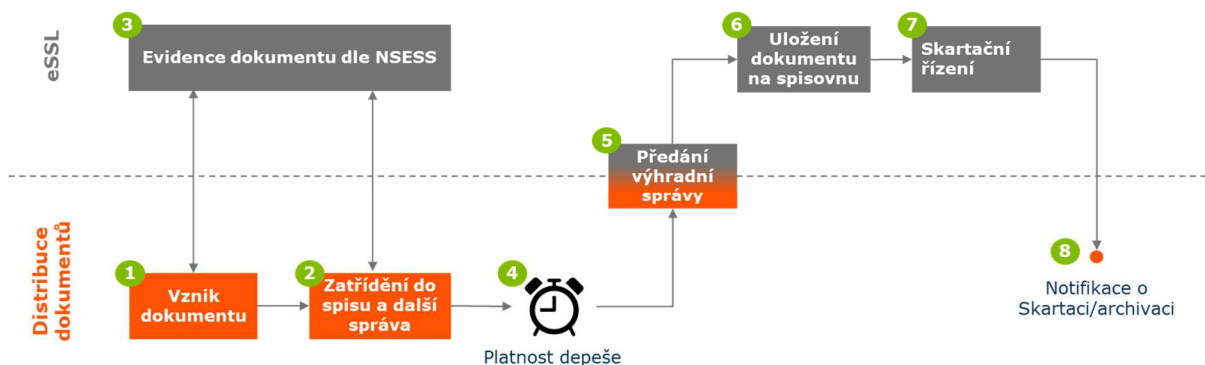 eSSL
3
Evidence dokumentu dle NSESS
6
Uložení
dokumentu
na spisovnu
7
Skartační
řízení
5
Předání
výhradní
správy
Distribuce
dokumentů
1
Vznik
dokumentu
2
Zatřídění do
spisu a další
správa
4
Platnost depeše
8
Notifikace o
Skartaci/archivaci